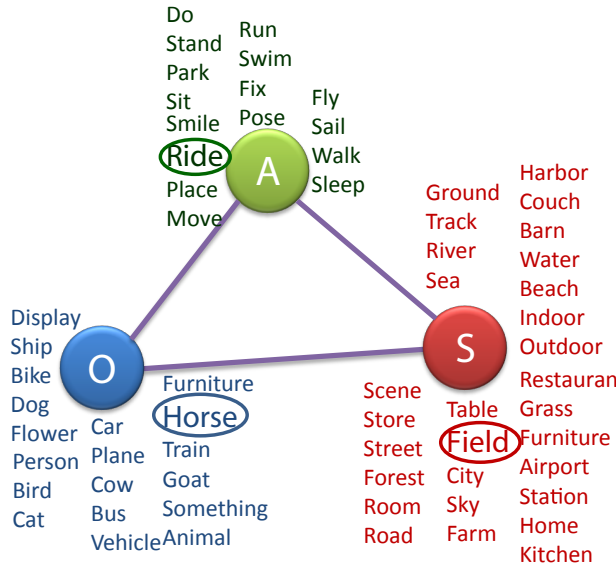 Do
Stand
Park
Sit
Smile
Ride
Place
Move
Run
Swim
Fix
Pose
Fly
Sail
Walk
Sleep
A
Ground
Track
River
Sea
Harbor
Couch
Barn
Water
Beach
Indoor
Outdoor
Restauran
Grass
Furniture
Airport
Station
Home
Kitchen
S
Scene
Store
Street
Forest
Room
Road
Table
Field
City
Sky
Farm
O
Display
Ship
Bike
Dog
Flower
Person
Bird
Cat
Car
Plane
Cow
Bus
Vehicle
Furniture
Horse
Train
Goat
Something
Animal